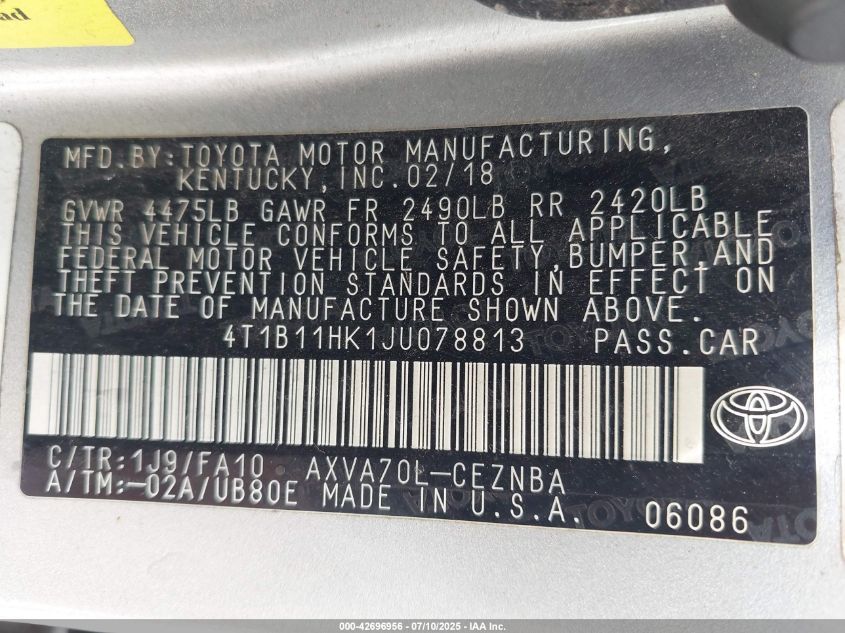 ad
MFD. BY: TOYOTA MOTOR MANUFACTURING,
KENTUCKY, INC. 02/18
GVWR 4475LB GAWR FR 2490LB RR 2420LB
THIS VEHICLE CONFORMS TO ALL APPLICABLE
FEDERAL MOTOR VEHICLE SAFETY, BUMPER, AND
THEFT PREVENTION STANDARDS IN EFFECT ON
THE DATE OF MANUFACTURE SHOWN ABOVE.
4T1B11HK1JU078813 PASS. CAR
C/TR: 1J9/FA10 AXVA70L-CEZNBA
A/TM: -02A/UB80E MADE IN U.S.A. 06086
000-42696956 - 07/10/2025 - IAA Inc.